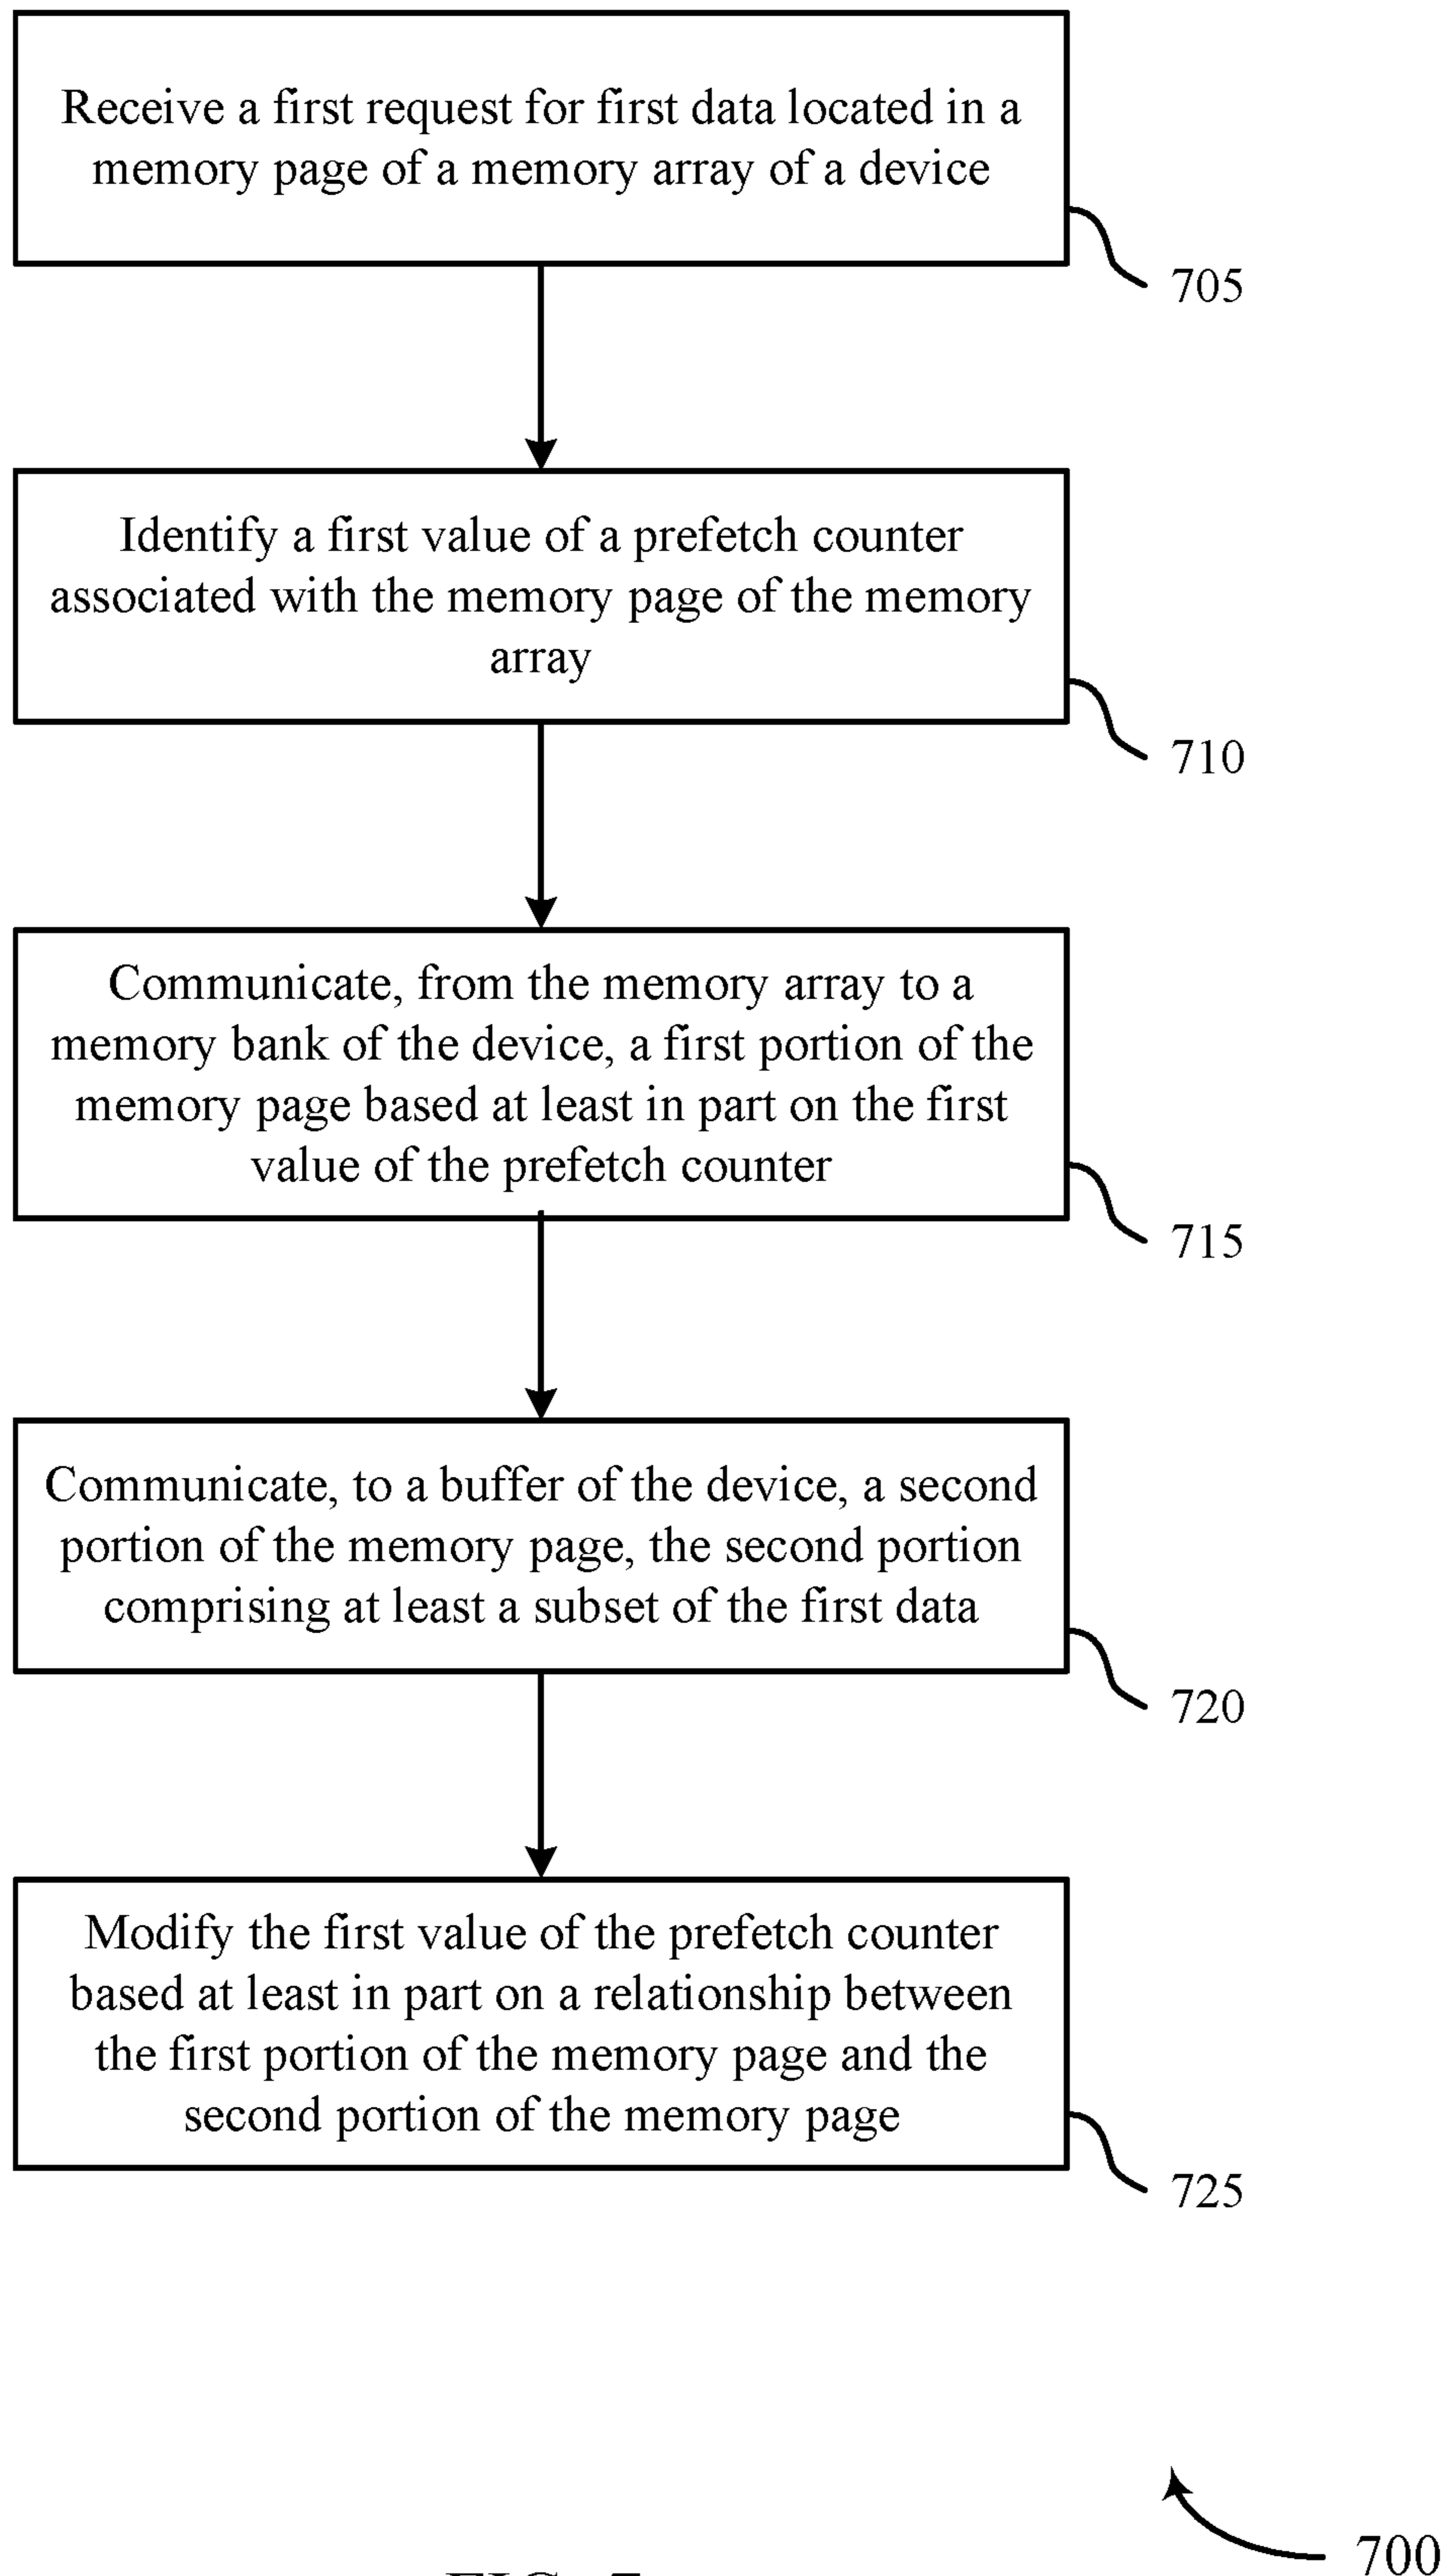 Receive a first request for first data located in a
memory page of a memory array of a device
705
Identify a first value of a prefetch counter
associated with the memory page of the memory
array
710
Communicate, from the memory array to a
memory bank of the device, a first portion of the
memory page based at least in part on the first
value of the prefetch counter
715
Communicate, to a buffer of the device, a second
portion of the memory page, the second portion
comprising at least a subset of the first data
720
Modify the first value of the prefetch counter
based at least in part on a relationship between
the first portion of the memory page and the
second portion of the memory page
725
700